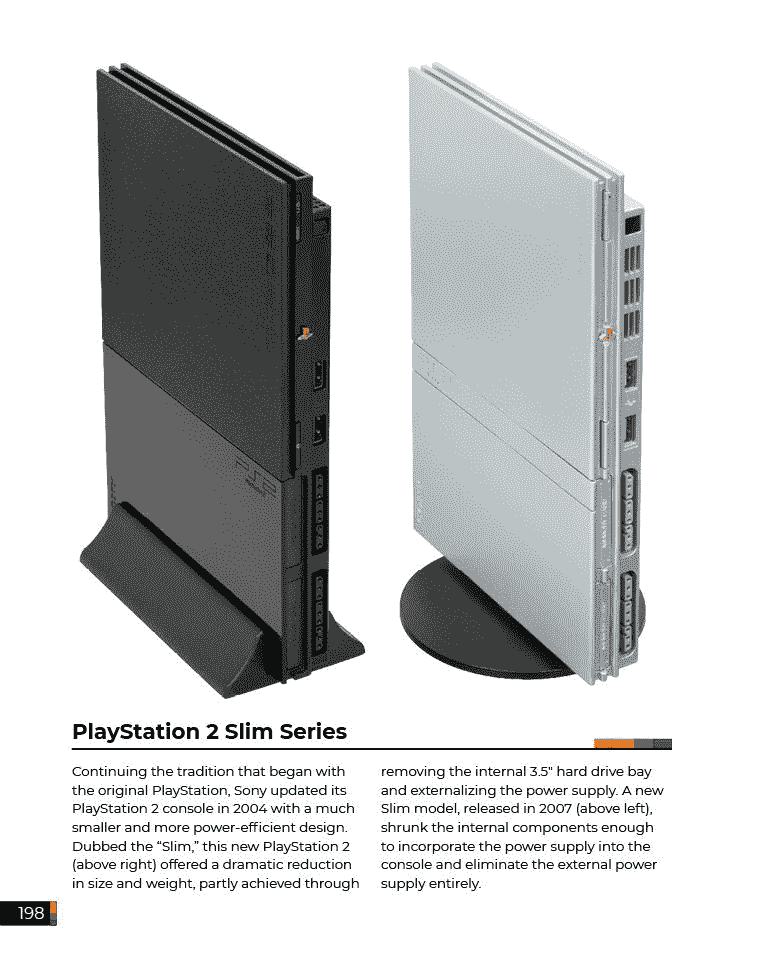 PlayStation 2 Slim Series
Continuing the tradition that began with
the original PlayStation, Sony updated its
PlayStation 2 console in 2004 with a much
smaller and more power-efficient design.
Dubbed the “Slim,” this new PlayStation 2
(above right) offered a dramatic reduction
in size and weight, partly achieved through
removing the internal 3.5" hard drive bay
and externalizing the power supply. A new
Slim model, released in 2007 (above left),
shrunk the internal components enough
to incorporate the power supply into the
console and eliminate the external power
supply entirely.
198